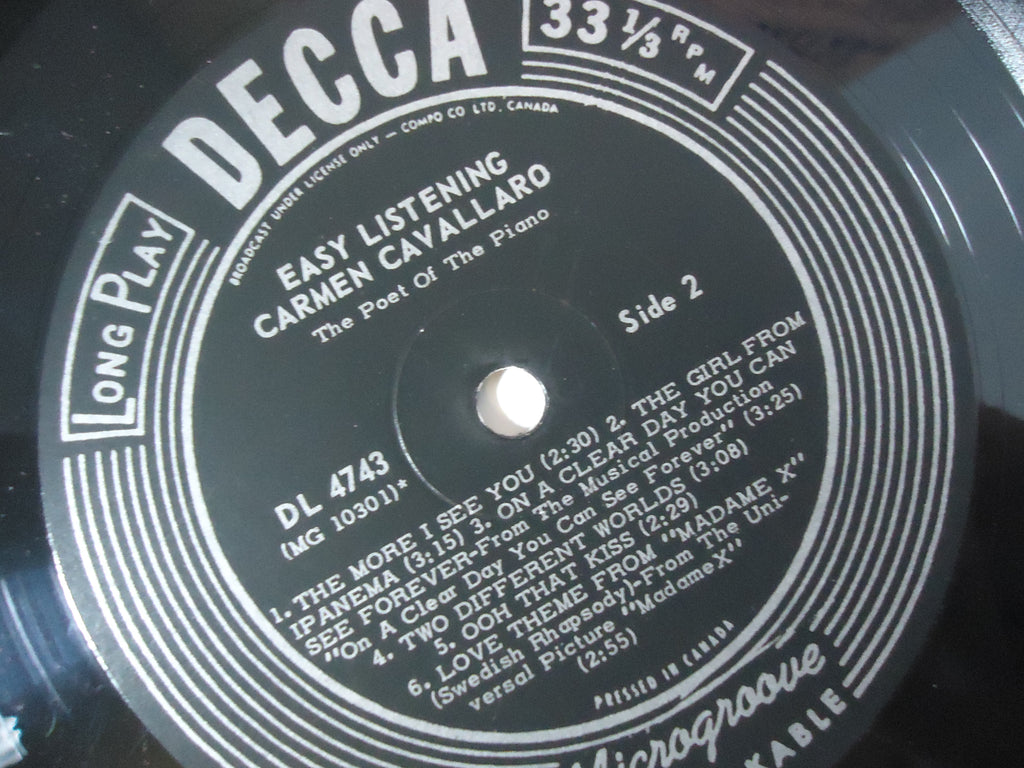 DECCA
33 1/3 RPM
LONG PLAY
BROADCAST UNDER LICENSE ONLY — COMPO CO LTD. CANADA
EASY LISTENING
CARMEN CAVALLARO
The Poet Of The Piano
Side 2
DL 4743
(MG 10301)*
1. THE MORE I SEE YOU (2:30) 2. THE GIRL FROM
IPANEMA (3:15) 3. ON A CLEAR DAY YOU CAN
SEE FOREVER-From The Musical Production
"On A Clear Day You Can See Forever" (3:25)
4. TWO DIFFERENT WORLDS (3:08)
5. OOH THAT KISS (2:29)
6. LOVE THEME FROM "MADAME X"
(Swedish Rhapsody)-From The Uni-
versal Picture "Madame X"
(2:55)
PRESSED IN CANADA
Microgroove
KABLE